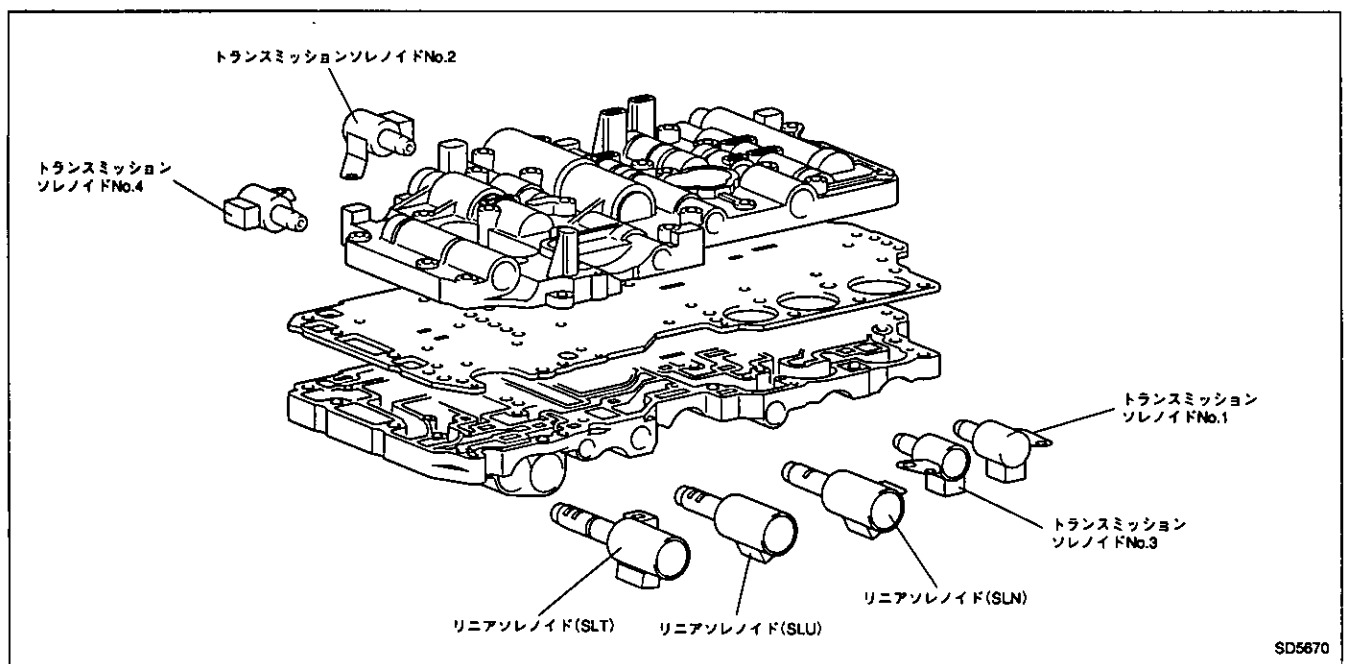 トランスミッションソレノイドNo.2
トランスミッション
ソレノイドNo.4
トランスミッション
ソレノイドNo.1
トランスミッション
ソレノイドNo.3
リニアソレノイド(SLN)
リニアソレノイド(SLU)
リニアソレノイド(SLT)
SD5670